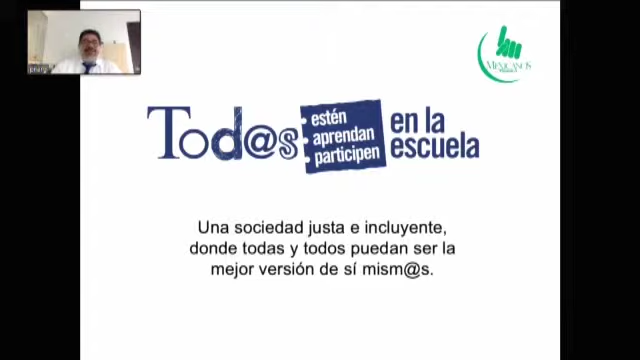 MEXICANOS
Tod@s
estén
aprendan
participen
en la
escuela
Una sociedad justa e incluyente,
donde todas y todos puedan ser la
mejor versión de sí mism@s.